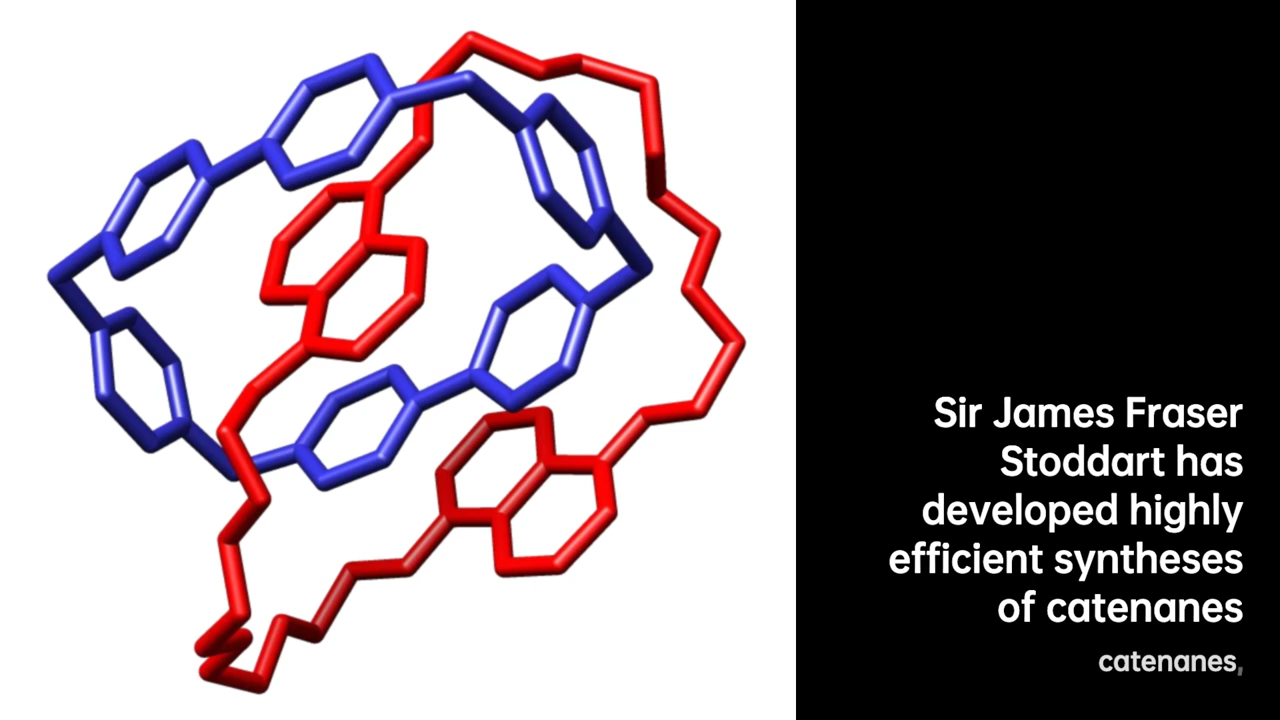 Sir James Fraser
Stoddart has
developed highly
efficient syntheses
of catenanes
catenanes,